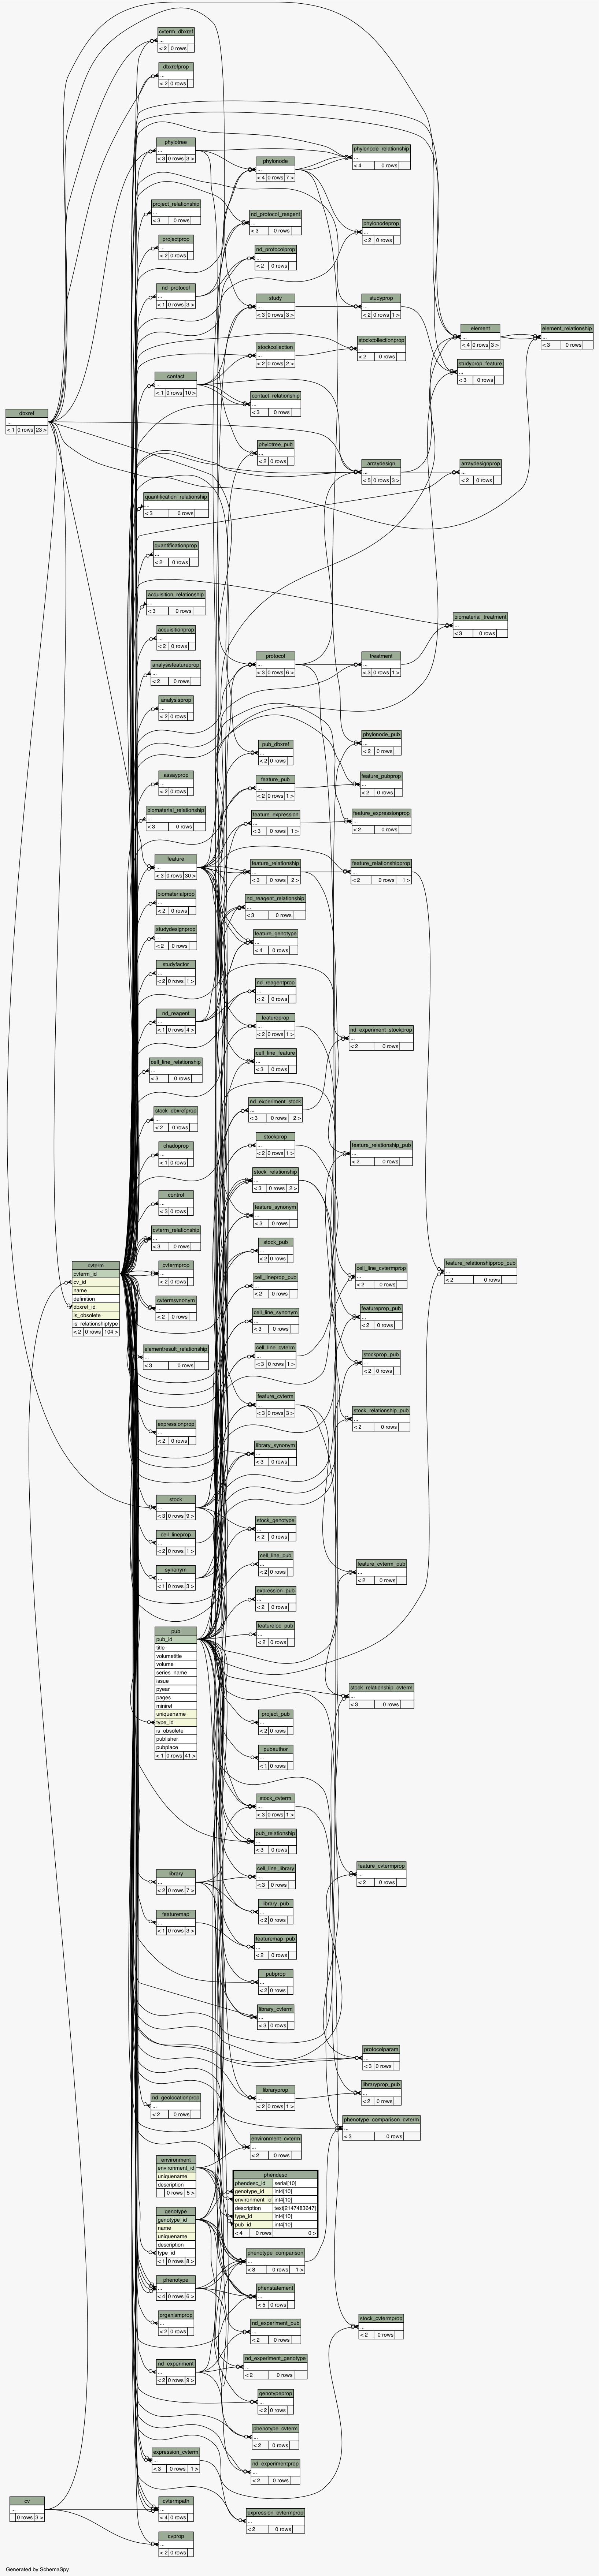 cvterm_dbxref
...
< 2 0 rows
dbxrefprop
...
< 2 0 rows
phylotree
...
< 3 0 rows 3 >
phylonode_relationship
...
< 4 0 rows
phylonode
...
< 4 0 rows 7 >
project_relationship
...
< 3 0 rows
nd_protocol_reagent
...
< 3 0 rows
phylonodeprop
...
< 2 0 rows
projectprop
...
< 2 0 rows
nd_protocolprop
...
< 2 0 rows
nd_protocol
...
< 1 0 rows 3 >
study
...
< 3 0 rows 3 >
studyprop
...
< 2 0 rows 1 >
element
...
< 4 0 rows 3 >
element_relationship
...
< 3 0 rows
stockcollection
...
< 2 0 rows 2 >
stockcollectionprop
...
< 2 0 rows
studyprop_feature
...
< 3 0 rows
contact
...
< 1 0 rows 10 >
contact_relationship
...
< 3 0 rows
dbxref
...
< 1 0 rows 23 >
phylotree_pub
...
< 2 0 rows
arraydesign
...
< 5 0 rows 3 >
arraydesignprop
...
< 2 0 rows
quantification_relationship
...
< 3 0 rows
quantificationprop
...
< 2 0 rows
acquisition_relationship
...
< 3 0 rows
biomaterial_treatment
...
< 3 0 rows
acquisitionprop
...
< 2 0 rows
protocol
...
< 3 0 rows 6 >
treatment
...
< 3 0 rows 1 >
analysisfeatureprop
...
< 2 0 rows
analysisprop
...
< 2 0 rows
phylonode_pub
...
< 2 0 rows
pub_dbxref
...
< 2 0 rows
assayprop
...
< 2 0 rows
feature_pub
...
< 2 0 rows 1 >
feature_pubprop
...
< 2 0 rows
biomaterial_relationship
...
< 3 0 rows
feature_expression
...
< 3 0 rows 1 >
feature_expressionprop
...
< 2 0 rows
feature
...
< 3 0 rows 30 >
feature_relationship
...
< 3 0 rows 2 >
feature_relationshipprop
...
< 2 0 rows 1 >
biomaterialprop
...
< 2 0 rows
nd_reagent_relationship
...
< 3 0 rows
studydesignprop
...
< 2 0 rows
feature_genotype
...
< 4 0 rows
studyfactor
...
< 2 0 rows 1 >
nd_reagentprop
...
< 2 0 rows
nd_reagent
...
< 1 0 rows 4 >
featureprop
...
< 2 0 rows 1 >
nd_experiment_stockprop
...
< 2 0 rows
cell_line_relationship
...
< 3 0 rows
cell_line_feature
...
< 3 0 rows
stock_dbxrefprop
...
< 2 0 rows
nd_experiment_stock
...
< 3 0 rows 2 >
chadoprop
...
< 1 0 rows
stockprop
...
< 2 0 rows 1 >
feature_relationship_pub
...
< 2 0 rows
control
...
< 3 0 rows
stock_relationship
...
< 3 0 rows 2 >
cvterm_relationship
...
< 3 0 rows
feature_synonym
...
< 3 0 rows
cvtermprop
...
< 2 0 rows
stock_pub
...
< 2 0 rows
cvterm
cvterm_id
cv_id
name
definition
dbxref_id
is_obsolete
is_relationshiptype
< 2 0 rows 104 >
cell_line_cvtermprop
...
< 2 0 rows
feature_relationshipprop_pub
...
< 2 0 rows
cvtermsynonym
...
< 2 0 rows
cell_lineprop_pub
...
< 2 0 rows
cell_line_synonym
...
< 3 0 rows
featureprop_pub
...
< 2 0 rows
elementresult_relationship
...
< 3 0 rows
cell_line_cvterm
...
< 3 0 rows 1 >
stockprop_pub
...
< 2 0 rows
expressionprop
...
< 2 0 rows
feature_cvterm
...
< 3 0 rows 3 >
stock_relationship_pub
...
< 2 0 rows
library_synonym
...
< 3 0 rows
stock
...
< 3 0 rows 9 >
stock_genotype
...
< 2 0 rows
cell_lineprop
...
< 2 0 rows 1 >
cell_line_pub
...
< 2 0 rows
feature_cvterm_pub
...
< 2 0 rows
synonym
...
< 1 0 rows 3 >
expression_pub
...
< 2 0 rows
featureloc_pub
...
< 2 0 rows
pub
pub_id
title
volumetitle
volume
series_name
issue
pyear
pages
miniref
uniquename
type_id
is_obsolete
publisher
pubplace
< 1 0 rows 41 >
stock_relationship_cvterm
...
< 3 0 rows
project_pub
...
< 2 0 rows
pubauthor
...
< 1 0 rows
stock_cvterm
...
< 3 0 rows 1 >
pub_relationship
...
< 3 0 rows
library
...
< 2 0 rows 7 >
cell_line_library
...
< 3 0 rows
feature_cvtermprop
...
< 2 0 rows
featuremap
...
< 1 0 rows 3 >
library_pub
...
< 2 0 rows
featuremap_pub
...
< 2 0 rows
pubprop
...
< 2 0 rows
library_cvterm
...
< 3 0 rows
protocolparam
...
< 3 0 rows
nd_geolocationprop
...
< 2 0 rows
libraryprop
...
< 2 0 rows 1 >
libraryprop_pub
...
< 2 0 rows
phenotype_comparison_cvterm
...
< 3 0 rows
environment_cvterm
...
< 2 0 rows
environment
environment_id
uniquename
description
0 rows 5 >
phendesc
phendesc_id serial[10]
genotype_id int4[10]
environment_id int4[10]
description text[2147483647]
type_id int4[10]
pub_id int4[10]
< 4 0 rows 0 >
genotype
genotype_id
name
uniquename
description
type_id
< 1 0 rows 8 >
phenotype_comparison
...
< 8 0 rows 1 >
phenotype
...
< 4 0 rows 6 >
phenstatement
...
< 5 0 rows
organismprop
...
< 2 0 rows
nd_experiment_pub
...
< 2 0 rows
stock_cvtermprop
...
< 2 0 rows
nd_experiment
...
< 2 0 rows 9 >
nd_experiment_genotype
...
< 2 0 rows
genotypeprop
...
< 2 0 rows
phenotype_cvterm
...
< 2 0 rows
expression_cvterm
...
< 3 0 rows 1 >
nd_experimentprop
...
< 2 0 rows
cv
...
0 rows 3 >
cvtermpath
...
< 4 0 rows
expression_cvtermprop
...
< 2 0 rows
cvprop
...
< 2 0 rows
Generated by SchemaSpy